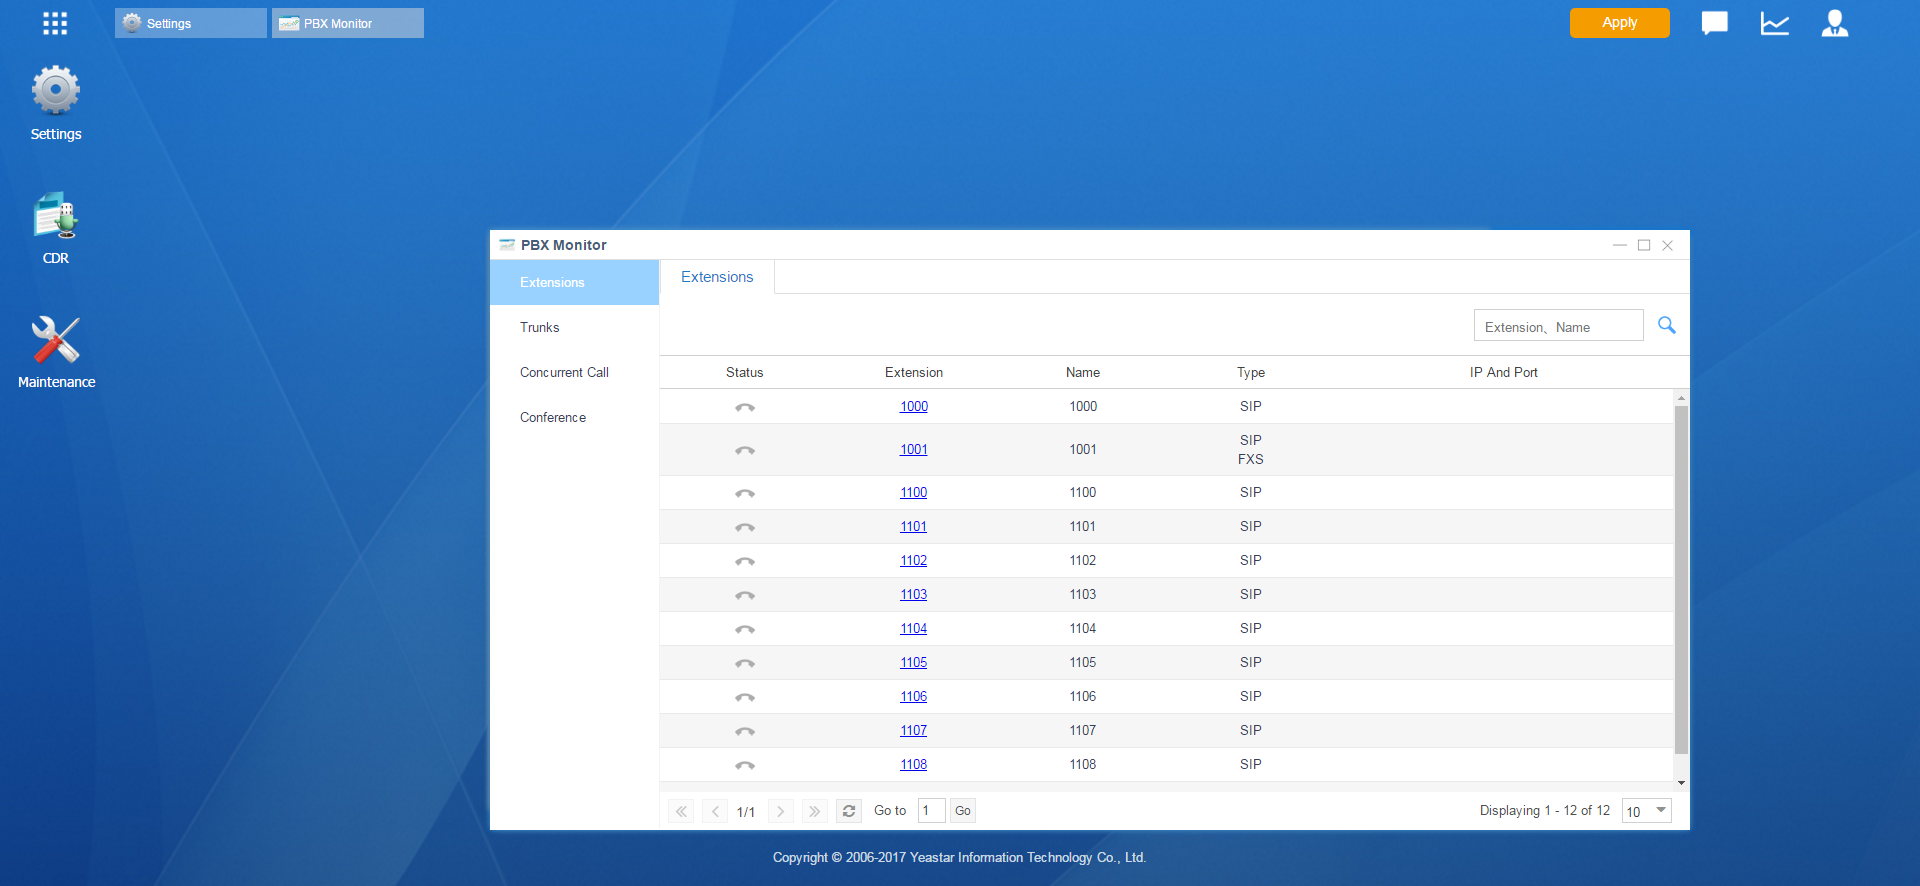 Settings
PBX Monitor
Apply
Settings
CDR
Maintenance
PBX Monitor
Extensions
Trunks
Concurrent Call
Conference
Extensions
Extension、Name
Status Extension Name Type IP And Port
1000 1000 SIP
1001 1001 SIP
FXS
1100 1100 SIP
1101 1101 SIP
1102 1102 SIP
1103 1103 SIP
1104 1104 SIP
1105 1105 SIP
1106 1106 SIP
1107 1107 SIP
1108 1108 SIP
1/1 Go to 1 Go Displaying 1 - 12 of 12 10
Copyright © 2006-2017 Yeastar Information Technology Co., Ltd.